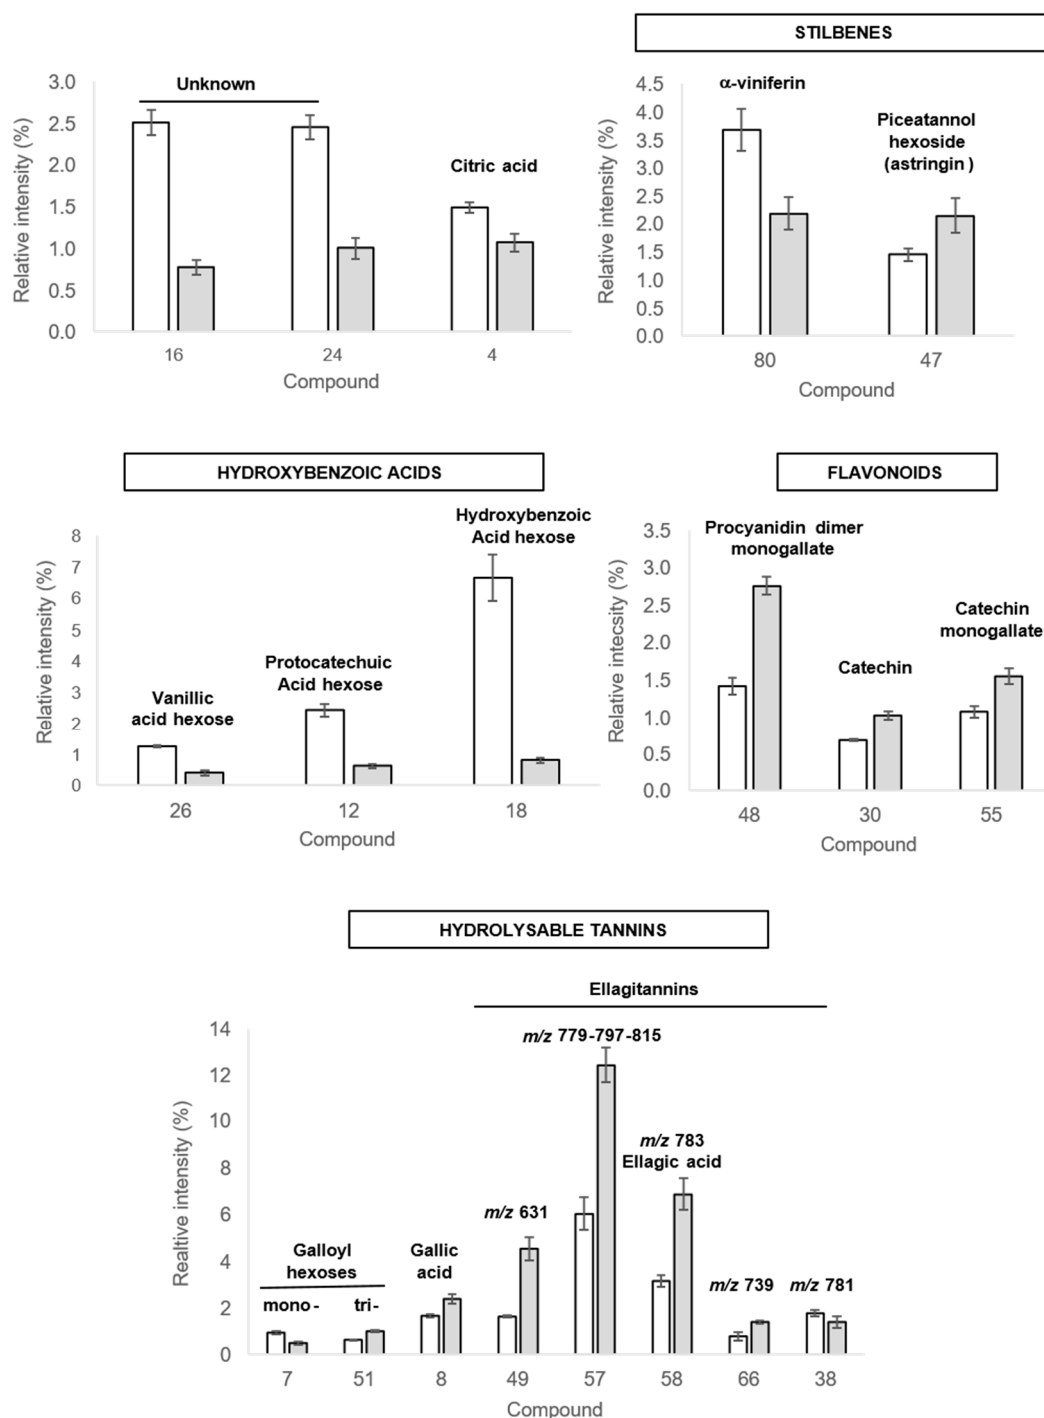 Unknown
Citric acid
Relative intensity (%)
3.0
2.5
2.0
1.5
1.0
0.5
0.0
16 24 4
Compound
STILBENES
α-viniferin
Piceatannol
hexoside
(astringin)
Relative intensity (%)
4.5
4.0
3.5
3.0
2.5
2.0
1.5
1.0
0.5
0.0
80 47
Compound
HYDROXYBENZOIC ACIDS
Hydroxybenzoic
Acid hexose
Protocatechuic
Acid hexose
Vanillic
acid hexose
Relative intensity (%)
8
7
6
5
4
3
2
1
0
26 12 18
Compound
FLAVONOIDS
Procyanidin dimer
monogallate
Catechin
monogallate
Catechin
Relative intecsity (%)
3.5
3.0
2.5
2.0
1.5
1.0
0.5
0.0
48 30 55
Compound
HYDROLYSABLE TANNINS
Ellagitannins
m/z 779-797-815
m/z 783
Ellagic acid
m/z 631
Galloyl
hexoses
mono- tri-
Gallic
acid
m/z 739
m/z 781
Realtive intensity (%)
14
12
10
8
6
4
2
0
7 51 8 49 57 58 66 38
Compound